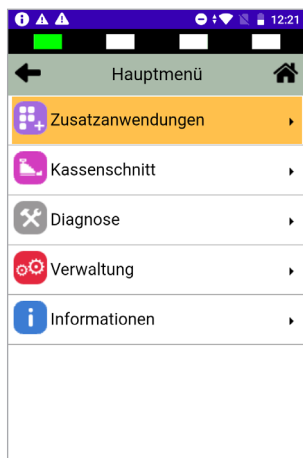 12:21
Hauptmenü
Zusatzanwendungen
Kassenschnitt
Diagnose
Verwaltung
Informationen